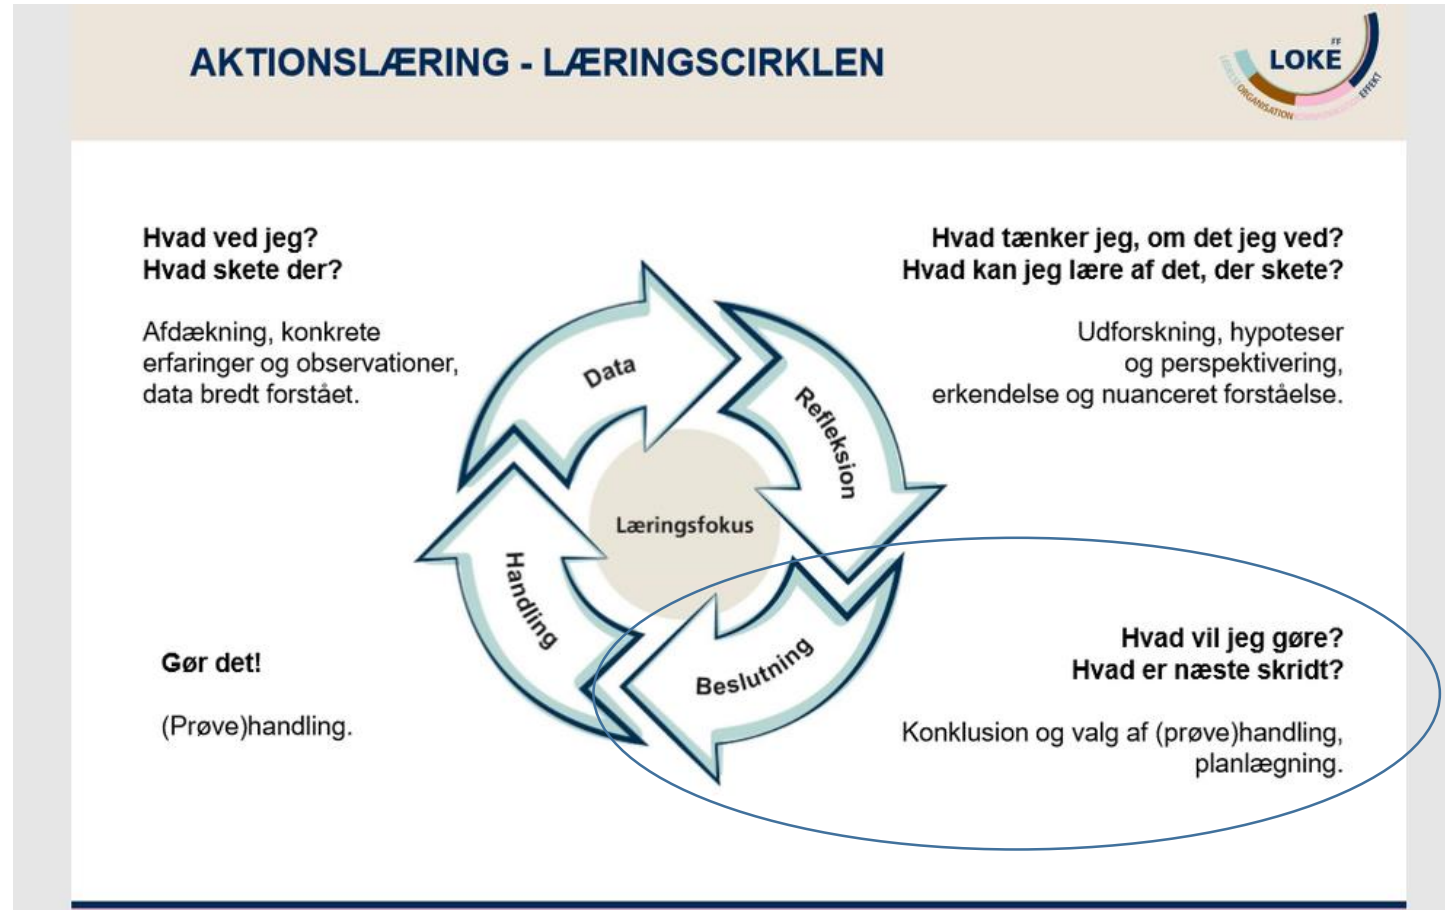 AKTIONSLÆRING - LÆRINGSCIRKLEN
FF
LOKE
ORGANISATION
EFFEKT
Hvad ved jeg?
Hvad skete der?
Afdækning, konkrete
erfaringer og observationer,
data bredt forstået.
Hvad tænker jeg, om det jeg ved?
Hvad kan jeg lære af det, der skete?
Udforskning, hypoteser
og perspektivering,
erkendelse og nuanceret forståelse.
Data
Refleksion
Læringsfokus
Handling
Beslutning
Gør det!
(Prøve)handling.
Hvad vil jeg gøre?
Hvad er næste skridt?
Konklusion og valg af (prøve)handling,
planlægning.